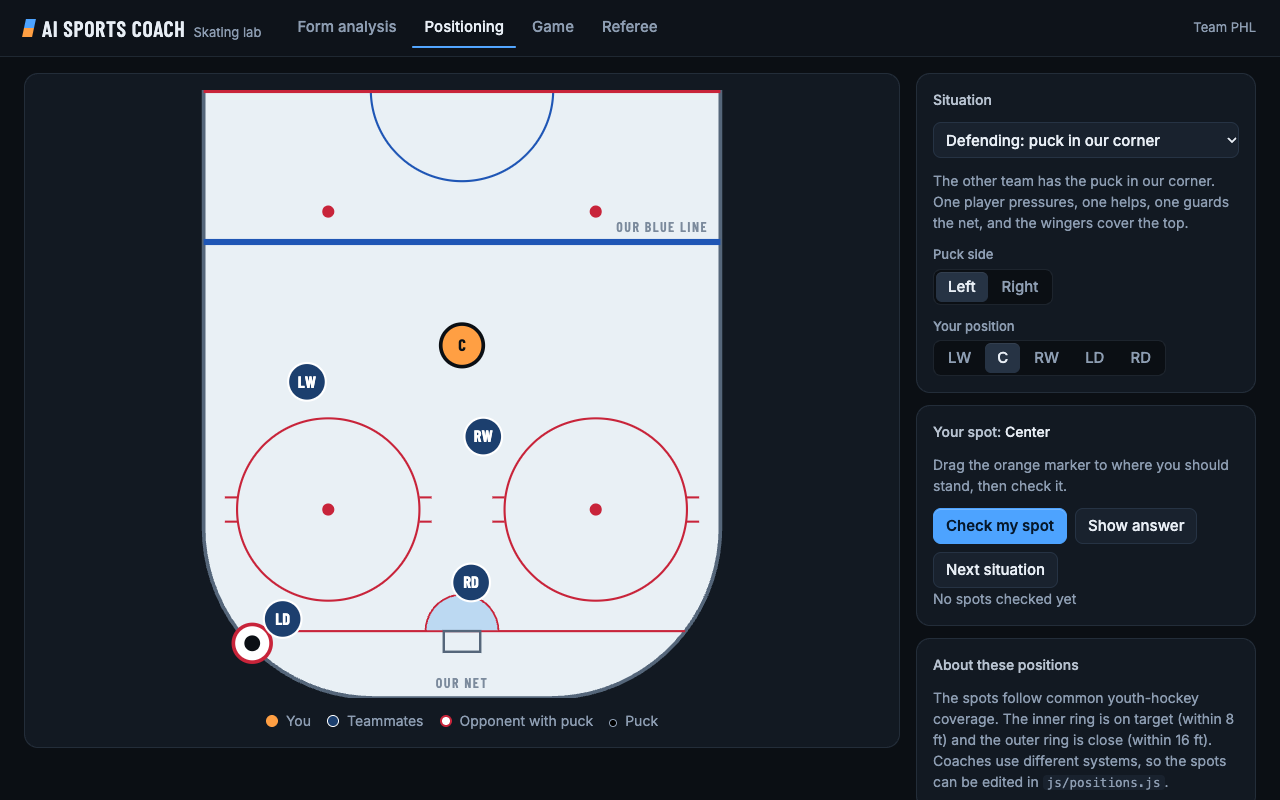 AI SPORTS COACH Skating lab Form analysis Positioning Game Referee Team PHL
OUR BLUE LINE
C
LW
RW
RD
LD
OUR NET
You Teammates Opponent with puck Puck
Situation
Defending: puck in our corner
The other team has the puck in our corner.
One player pressures, one helps, one guards
the net, and the wingers cover the top.
Puck side
Left Right
Your position
LW C RW LD RD
Your spot: Center
Drag the orange marker to where you should
stand, then check it.
Check my spot Show answer
Next situation
No spots checked yet
About these positions
The spots follow common youth-hockey
coverage. The inner ring is on target (within 8
ft) and the outer ring is close (within 16 ft).
Coaches use different systems, so the spots
can be edited in js/positions.js.